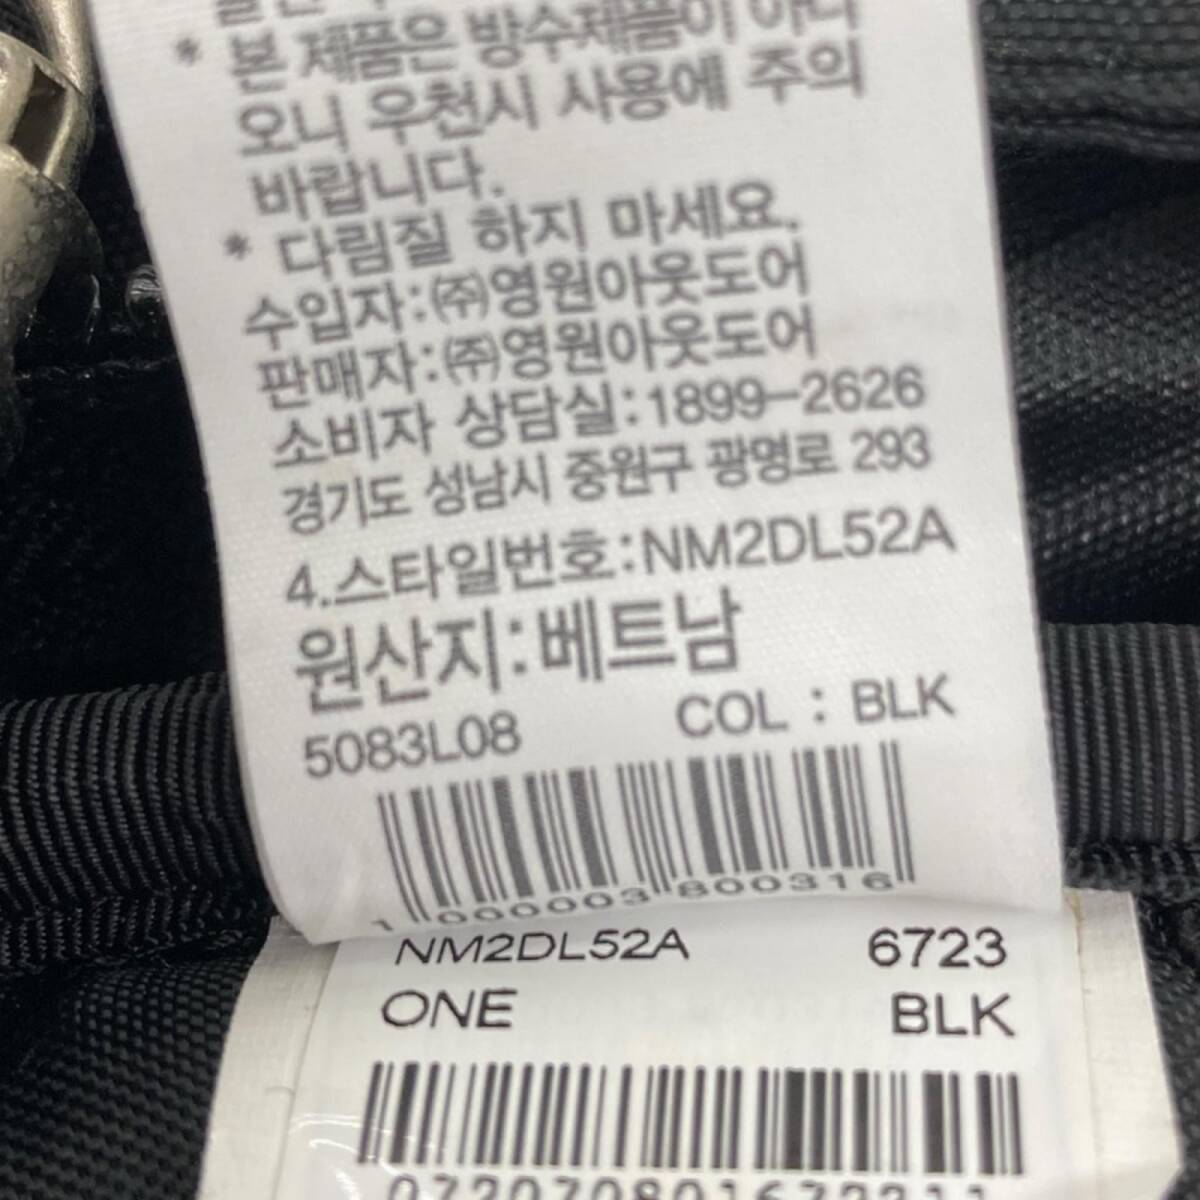 * 본 제품은 방수제품이 아니
오니 우천시 사용에 주의
바랍니다.
* 다림질 하지 마세요.
수입자:㈜영원아웃도어
판매자:㈜영원아웃도어
소비자 상담실:1899-2626
경기도 성남시 중원구 광명로 293
4.스타일번호:NM2DL52A
원산지:베트남
5083L08 COL : BLK
1 000003 800316
NM2DL52A 6723
ONE BLK